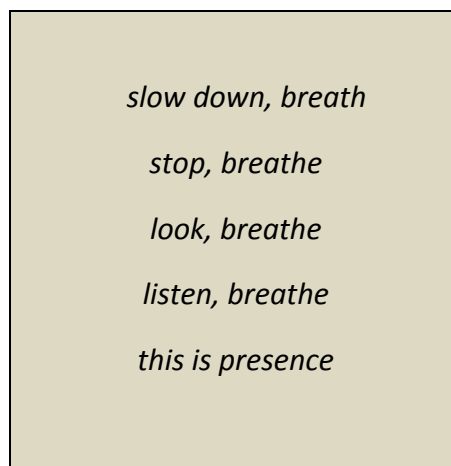 slow down, breath
stop, breathe
look, breathe
listen, breathe
this is presence